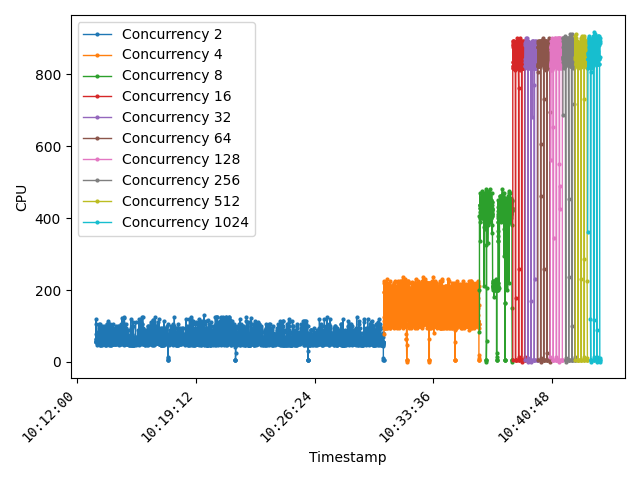 Concurrency 2
Concurrency 4
Concurrency 8
Concurrency 16
Concurrency 32
Concurrency 64
Concurrency 128
Concurrency 256
Concurrency 512
Concurrency 1024
800
600
400
200
0
CPU
10:12:00
10:19:12
10:26:24
10:33:36
10:40:48
Timestamp